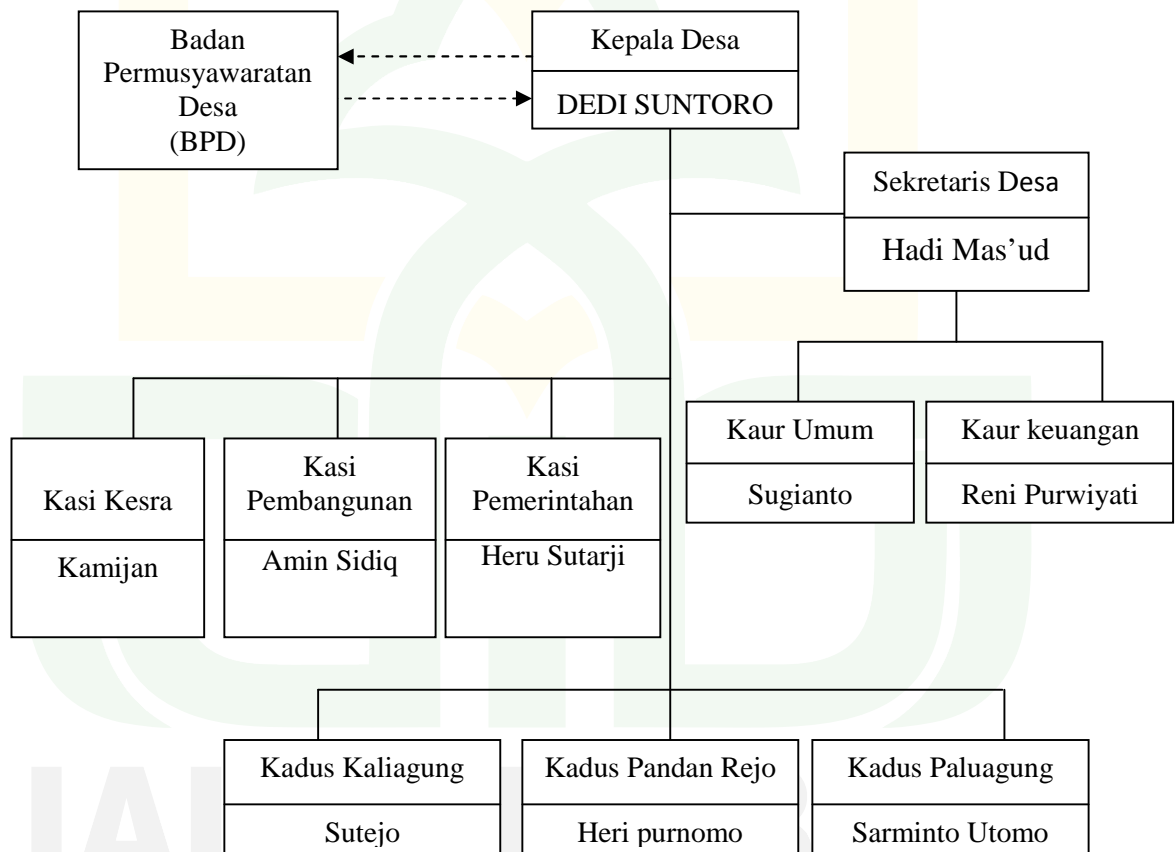 Badan
Permusyawaratan
Desa
(BPD)
Kepala Desa
DEDI SUNTORO
Sekretaris Desa
Hadi Mas’ud
Kaur Umum
Sugianto
Kaur keuangan
Reni Purwiyati
Kasi Kesra
Kamijan
Kasi
Pembangunan
Amin Sidiq
Kasi
Pemerintahan
Heru Sutarji
Kadus Kaliagung
Sutejo
Kadus Pandan Rejo
Heri purnomo
Kadus Paluagung
Sarminto Utomo